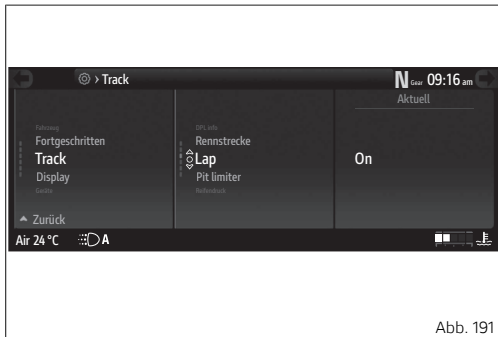 › Track
N Gear 09:16 am
Aktuell
Fahrzeug
Fortgeschritten
Track
Display
Geräte
DPL info
Rennstrecke
Lap
Pit limiter
Reifendruck
On
Zurück
Air 24 °C
A
Abb. 191